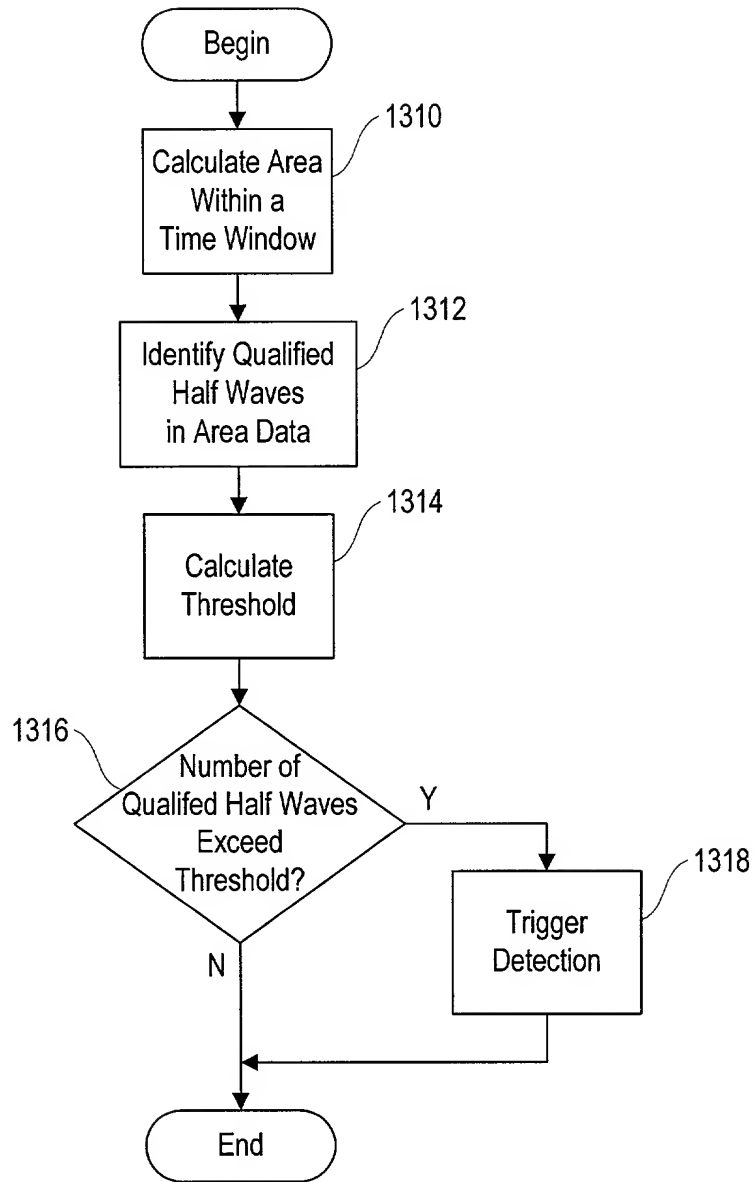 Begin
1310
Calculate Area
Within a
Time Window
1312
Identify Qualified
Half Waves
in Area Data
1314
Calculate
Threshold
1316
Number of
Qualifed Half Waves
Exceed
Threshold?
Y
1318
Trigger
Detection
N
End